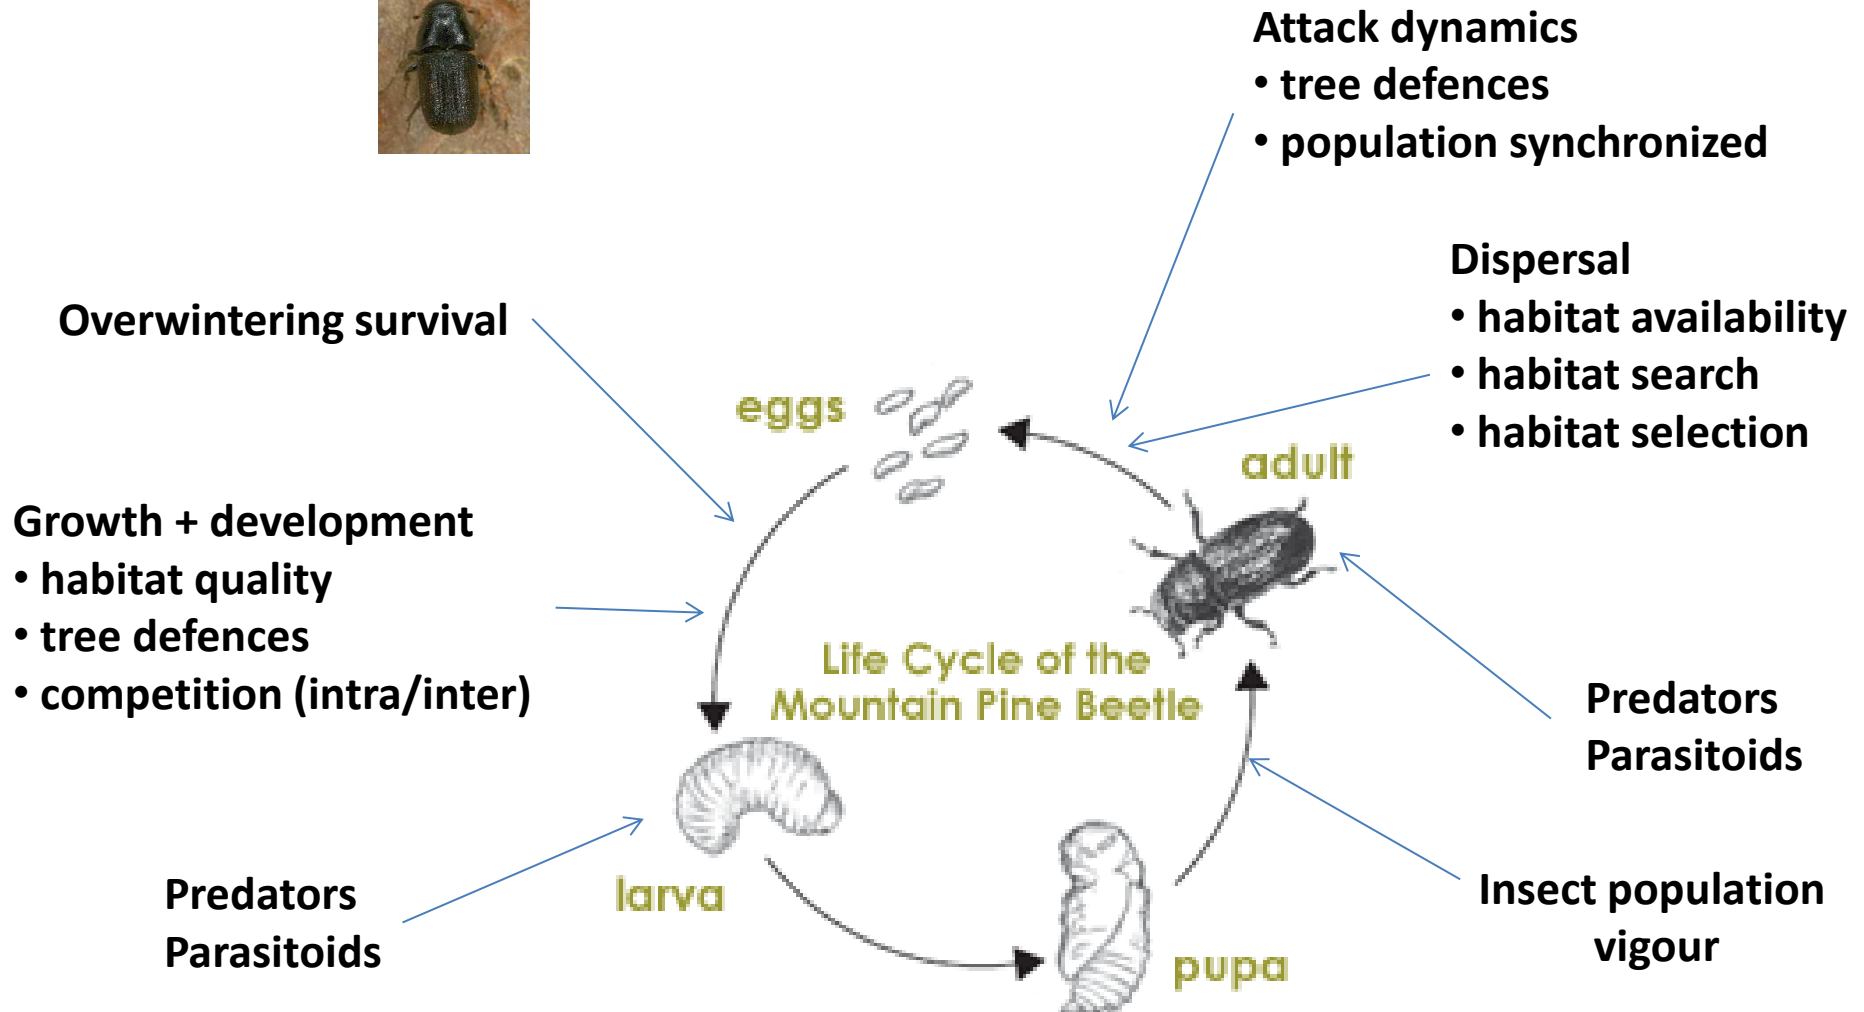 Attack dynamics
• tree defences
• population synchronized
Dispersal
• habitat availability
• habitat search
• habitat selection
Overwintering survival
eggs
adult
Growth + development
• habitat quality
• tree defences
• competition (intra/inter)
Life Cycle of the
Mountain Pine Beetle
Predators
Parasitoids
larva
Predators
Parasitoids
pupa
Insect population
vigour